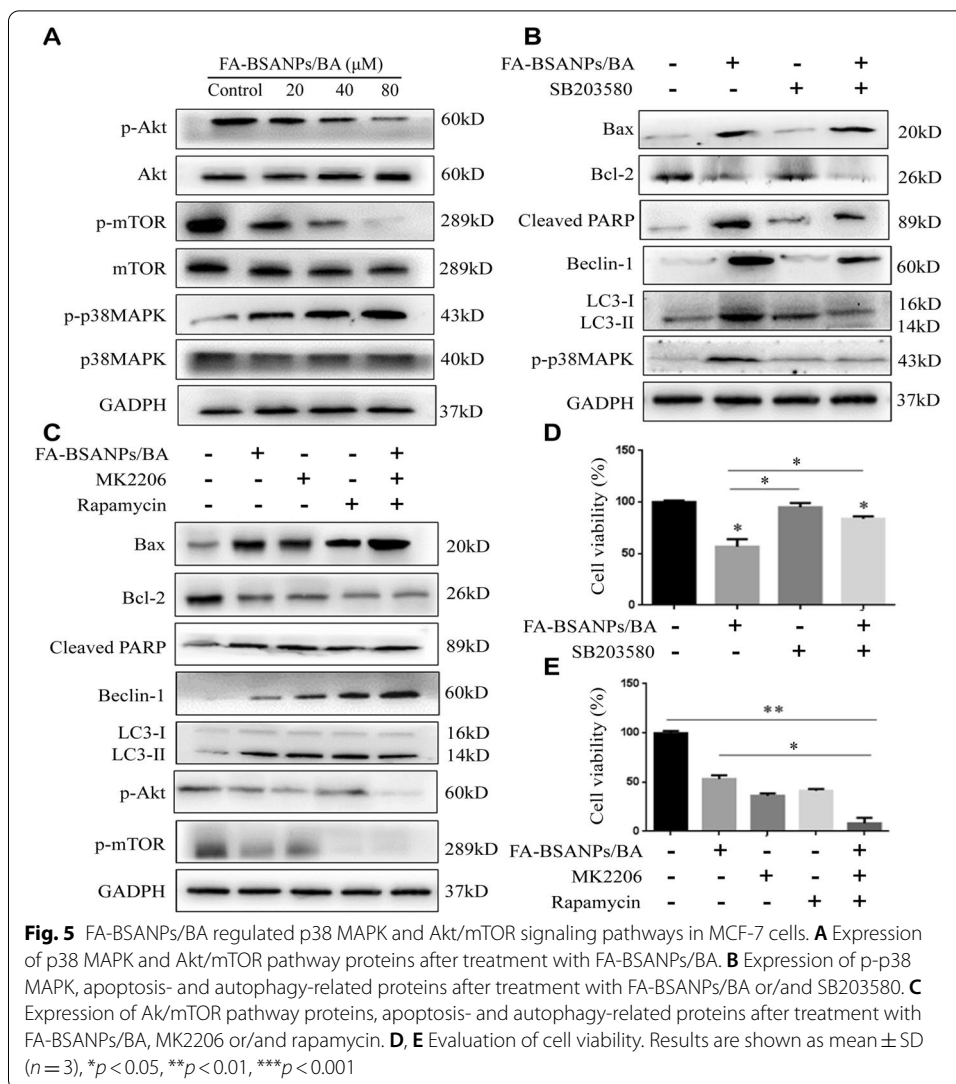 A
FA-BSANPs/BA (μM)
Control 20 40 80
p-Akt 60kD
Akt 60kD
p-mTOR 289kD
mTOR 289kD
p-p38MAPK 43kD
p38MAPK 40kD
GADPH 37kD
B
FA-BSANPs/BA - + - +
SB203580 - - + +
Bax 20kD
Bcl-2 26kD
Cleaved PARP 89kD
Beclin-1 60kD
LC3-I 16kD
LC3-II 14kD
p-p38MAPK 43kD
GADPH 37kD
C
FA-BSANPs/BA - + - - +
MK2206 - - + - +
Rapamycin - - - + +
Bax 20kD
Bcl-2 26kD
Cleaved PARP 89kD
Beclin-1 60kD
LC3-I 16kD
LC3-II 14kD
p-Akt 60kD
p-mTOR 289kD
GADPH 37kD
D
Cell viability (%)
150
100
50
0
*
*
* *
FA-BSANPs/BA - + - +
SB203580 - - + +
E
Cell viability (%)
150
100
50
0
**
*
FA-BSANPs/BA - + - - +
MK2206 - - + - +
Rapamycin - - - + +
Fig. 5 FA-BSANPs/BA regulated p38 MAPK and Akt/mTOR signaling pathways in MCF-7 cells. A Expression
of p38 MAPK and Akt/mTOR pathway proteins after treatment with FA-BSANPs/BA. B Expression of p-p38
MAPK, apoptosis- and autophagy-related proteins after treatment with FA-BSANPs/BA or/and SB203580. C
Expression of Ak/mTOR pathway proteins, apoptosis- and autophagy-related proteins after treatment with
FA-BSANPs/BA, MK2206 or/and rapamycin. D, E Evaluation of cell viability. Results are shown as mean ± SD
(n = 3), *p < 0.05, **p < 0.01, ***p < 0.001